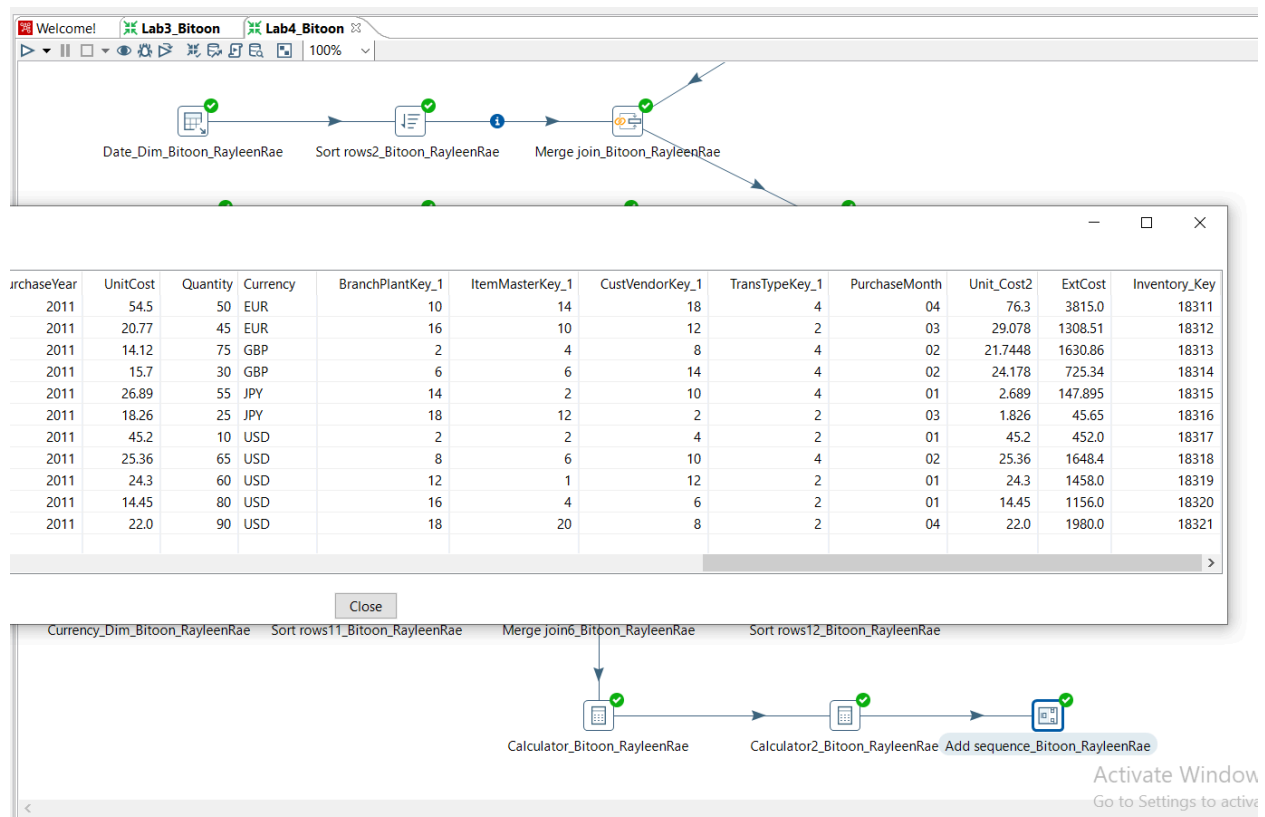 Welcome! Lab3_Bitoon Lab4_Bitoon
100%
Date_Dim_Bitoon_RayleenRae Sort rows2_Bitoon_RayleenRae Merge join_Bitoon_RayleenRae
urchaseYear UnitCost Quantity Currency BranchPlantKey_1 ItemMasterKey_1 CustVendorKey_1 TransTypeKey_1 PurchaseMonth Unit_Cost2 ExtCost Inventory_Key
2011 54.5 50 EUR 10 14 18 4 04 76.3 3815.0 18311
2011 20.77 45 EUR 16 10 12 2 03 29.078 1308.51 18312
2011 14.12 75 GBP 2 4 8 4 02 21.7448 1630.86 18313
2011 15.7 30 GBP 6 6 14 4 02 24.178 725.34 18314
2011 26.89 55 JPY 14 2 10 4 01 2.689 147.895 18315
2011 18.26 25 JPY 18 12 2 2 03 1.826 45.65 18316
2011 45.2 10 USD 2 2 4 2 01 45.2 452.0 18317
2011 25.36 65 USD 8 6 10 4 02 25.36 1648.4 18318
2011 24.3 60 USD 12 1 12 2 01 24.3 1458.0 18319
2011 14.45 80 USD 16 4 6 2 01 14.45 1156.0 18320
2011 22.0 90 USD 18 20 8 2 04 22.0 1980.0 18321
Close
Currency_Dim_Bitoon_RayleenRae Sort rows11_Bitoon_RayleenRae Merge join6_Bitoon_RayleenRae Sort rows12_Bitoon_RayleenRae
Calculator_Bitoon_RayleenRae Calculator2_Bitoon_RayleenRae Add sequence_Bitoon_RayleenRae
Activate Window
Go to Settings to activa